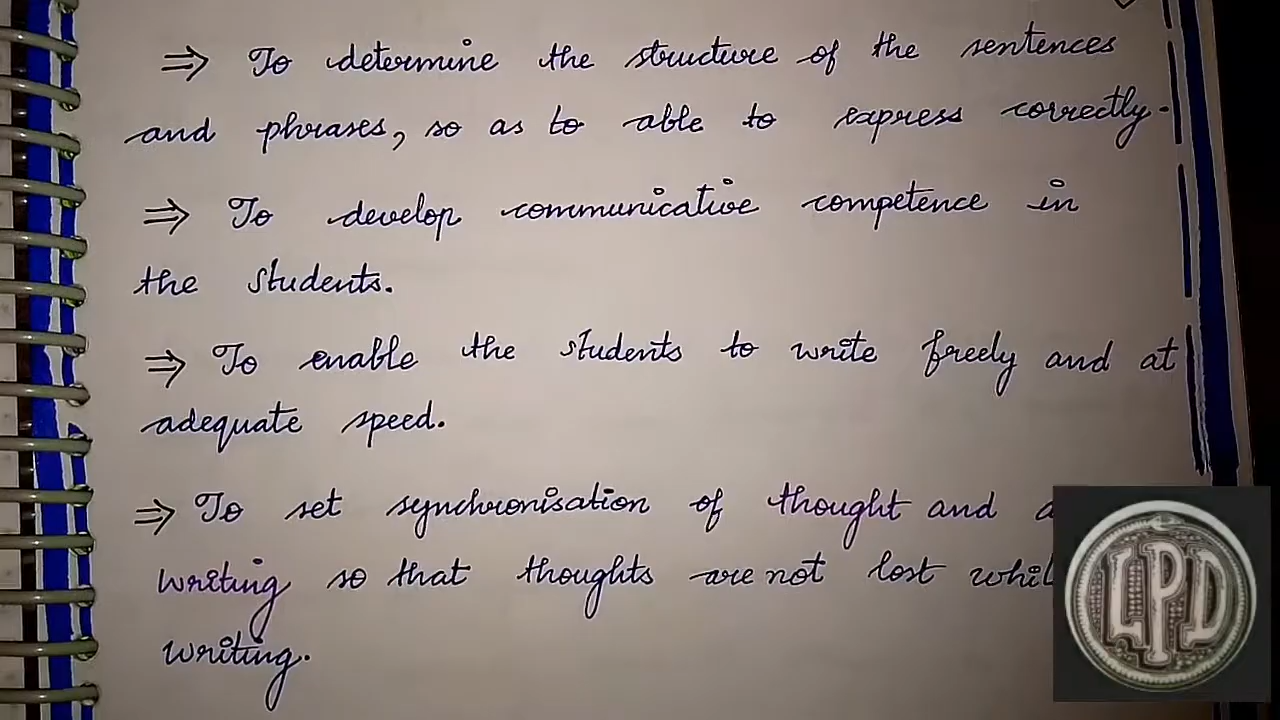 ⇒ To determine the structure of the sentences
and phrases, so as to able to express correctly.
⇒ To develop communicative competence in
the students.
⇒ To enable the students to write freely and at
adequate speed.
⇒ To set synchronisation of thought and
writing so that thoughts are not lost
writing.
LPD